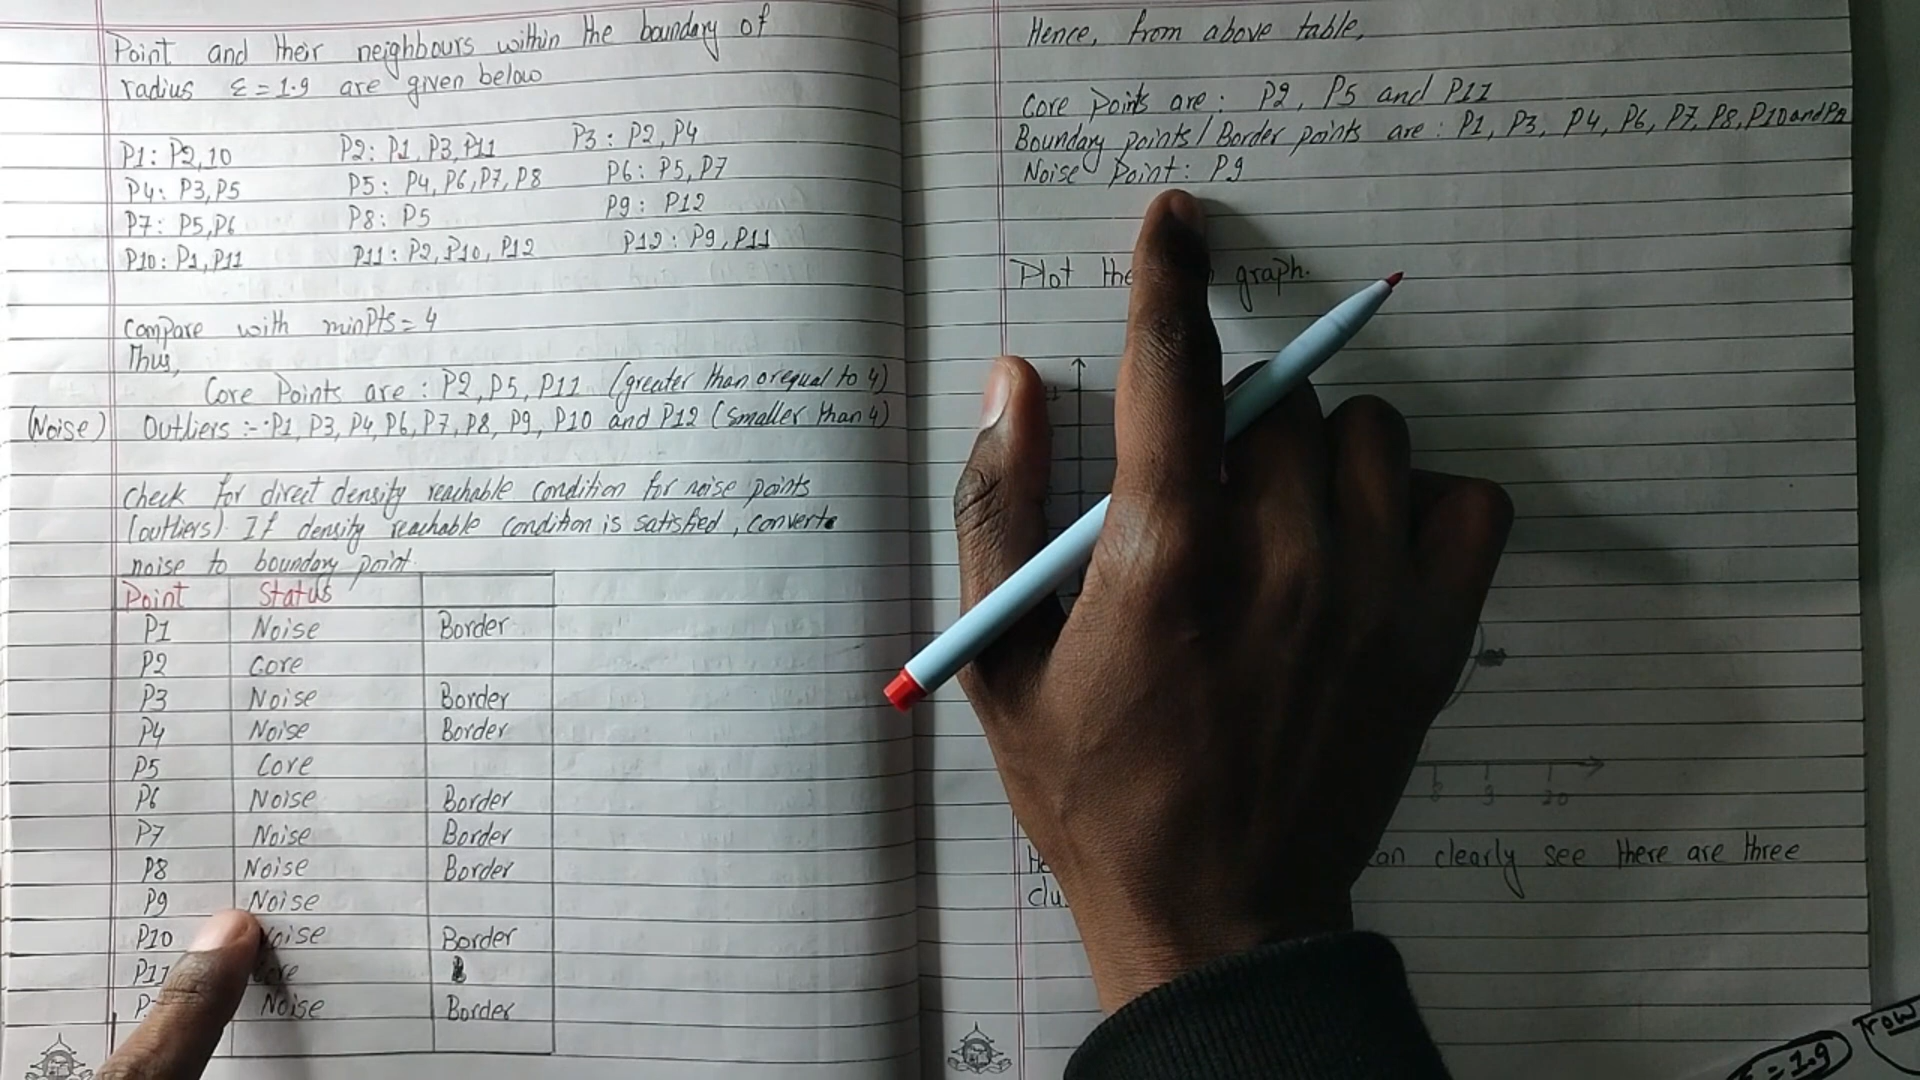 Point and their neighbours within the boundary of
radius ε = 1.9 are given below
P1: P2, 10 P2: P1, P3, P11 P3: P2, P4
P4: P3, P5 P5: P4, P6, P7, P8 P6: P5, P7
P7: P5, P6 P8: P5 P9: P12
P10: P1, P11 P11: P2, P10, P12 P12: P9, P11
Compare with minPts = 4
Thus,
Core Points are: P2, P5, P11 (greater than or equal to 4)
(Noise) Outliers :- P1, P3, P4, P6, P7, P8, P9, P10 and P12 (smaller than 4)
Check for direct density reachable condition for noise points
(outliers). If density reachable condition is satisfied, convert
noise to boundary point.
Point Status
P1 Noise Border
P2 Core
P3 Noise Border
P4 Noise Border
P5 Core
P6 Noise Border
P7 Noise Border
P8 Noise Border
P9 Noise
P10 Noise Border
P11
Noise Border
Hence, from above table,
Core Points are: P2, P5 and P11
Boundary points / Border points are: P1, P3, P4, P6, P7, P8, P10 and
Noise Point: P9
Plot the graph.
8 9 10
clearly see there are three
= 1.9
row